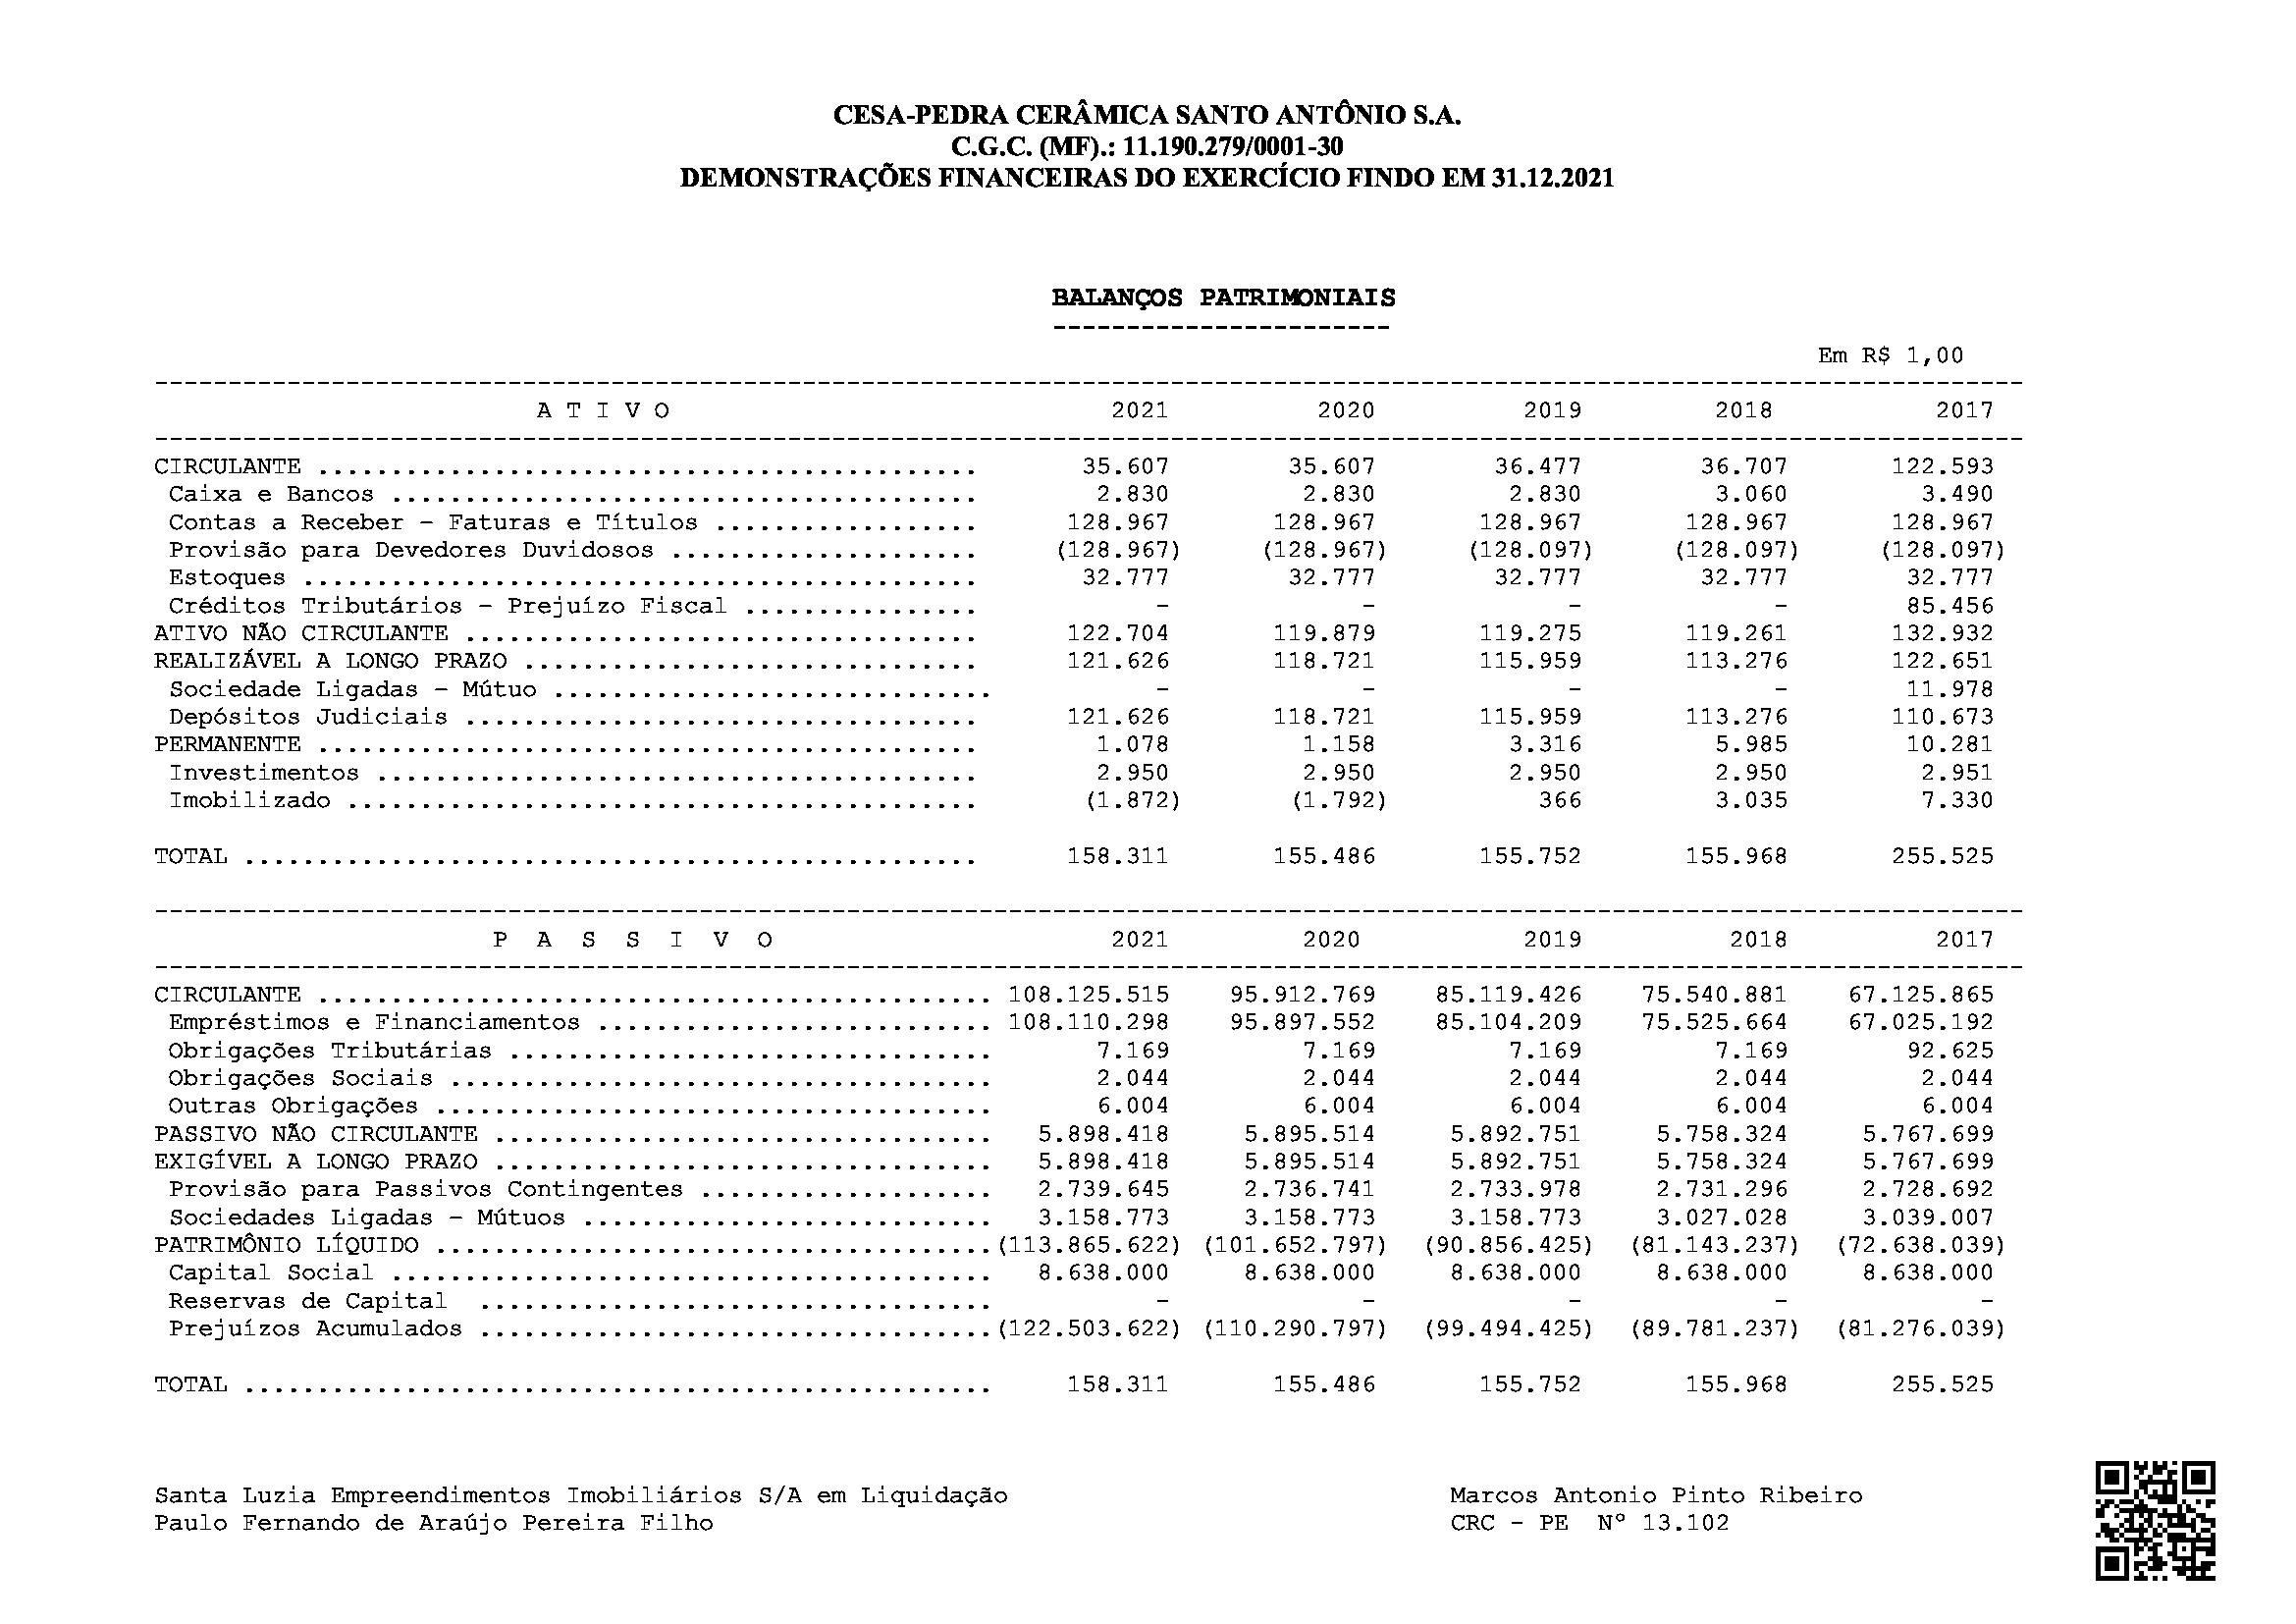 CESA-PEDRA CERÂMICA SANTO ANTÔNIO S.A.
C.G.C. (MF).: 11.190.279/0001-30
DEMONSTRAÇÕES FINANCEIRAS DO EXERCÍCIO FINDO EM 31.12.2021
BALANÇOS PATRIMONIAIS
-----------------------
Em R$ 1,00
A T I V O 2021 2020 2019 2018 2017
CIRCULANTE ............................................. 35.607 35.607 36.477 36.707 122.593
Caixa e Bancos ........................................ 2.830 2.830 2.830 3.060 3.490
Contas a Receber – Faturas e Títulos .................. 128.967 128.967 128.967 128.967 128.967
Provisão para Devedores Duvidosos ..................... (128.967) (128.967) (128.097) (128.097) (128.097)
Estoques .............................................. 32.777 32.777 32.777 32.777 32.777
Créditos Tributários – Prejuízo Fiscal ................ – – – – 85.456
ATIVO NÃO CIRCULANTE ................................... 122.704 119.879 119.275 119.261 132.932
REALIZÁVEL A LONGO PRAZO ............................... 121.626 118.721 115.959 113.276 122.651
Sociedade Ligadas – Mútuo .............................. – – – – 11.978
Depósitos Judiciais ................................... 121.626 118.721 115.959 113.276 110.673
PERMANENTE ............................................. 1.078 1.158 3.316 5.985 10.281
Investimentos ......................................... 2.950 2.950 2.950 2.950 2.951
Imobilizado ........................................... (1.872) (1.792) 366 3.035 7.330
TOTAL .................................................. 158.311 155.486 155.752 155.968 255.525
P A S S I V O 2021 2020 2019 2018 2017
CIRCULANTE .............................................. 108.125.515 95.912.769 85.119.426 75.540.881 67.125.865
Empréstimos e Financiamentos ........................... 108.110.298 95.897.552 85.104.209 75.525.664 67.025.192
Obrigações Tributárias ................................. 7.169 7.169 7.169 7.169 92.625
Obrigações Sociais ..................................... 2.044 2.044 2.044 2.044 2.044
Outras Obrigações ...................................... 6.004 6.004 6.004 6.004 6.004
PASSIVO NÃO CIRCULANTE .................................. 5.898.418 5.895.514 5.892.751 5.758.324 5.767.699
EXIGÍVEL A LONGO PRAZO .................................. 5.898.418 5.895.514 5.892.751 5.758.324 5.767.699
Provisão para Passivos Contingentes .................... 2.739.645 2.736.741 2.733.978 2.731.296 2.728.692
Sociedades Ligadas – Mútuos ............................ 3.158.773 3.158.773 3.158.773 3.027.028 3.039.007
PATRIMÔNIO LÍQUIDO ...................................... (113.865.622) (101.652.797) (90.856.425) (81.143.237) (72.638.039)
Capital Social ......................................... 8.638.000 8.638.000 8.638.000 8.638.000 8.638.000
Reservas de Capital ................................... – – – – –
Prejuízos Acumulados ................................... (122.503.622) (110.290.797) (99.494.425) (89.781.237) (81.276.039)
TOTAL ................................................... 158.311 155.486 155.752 155.968 255.525
Santa Luzia Empreendimentos Imobiliários S/A em Liquidação Marcos Antonio Pinto Ribeiro
Paulo Fernando de Araújo Pereira Filho CRC – PE Nº 13.102